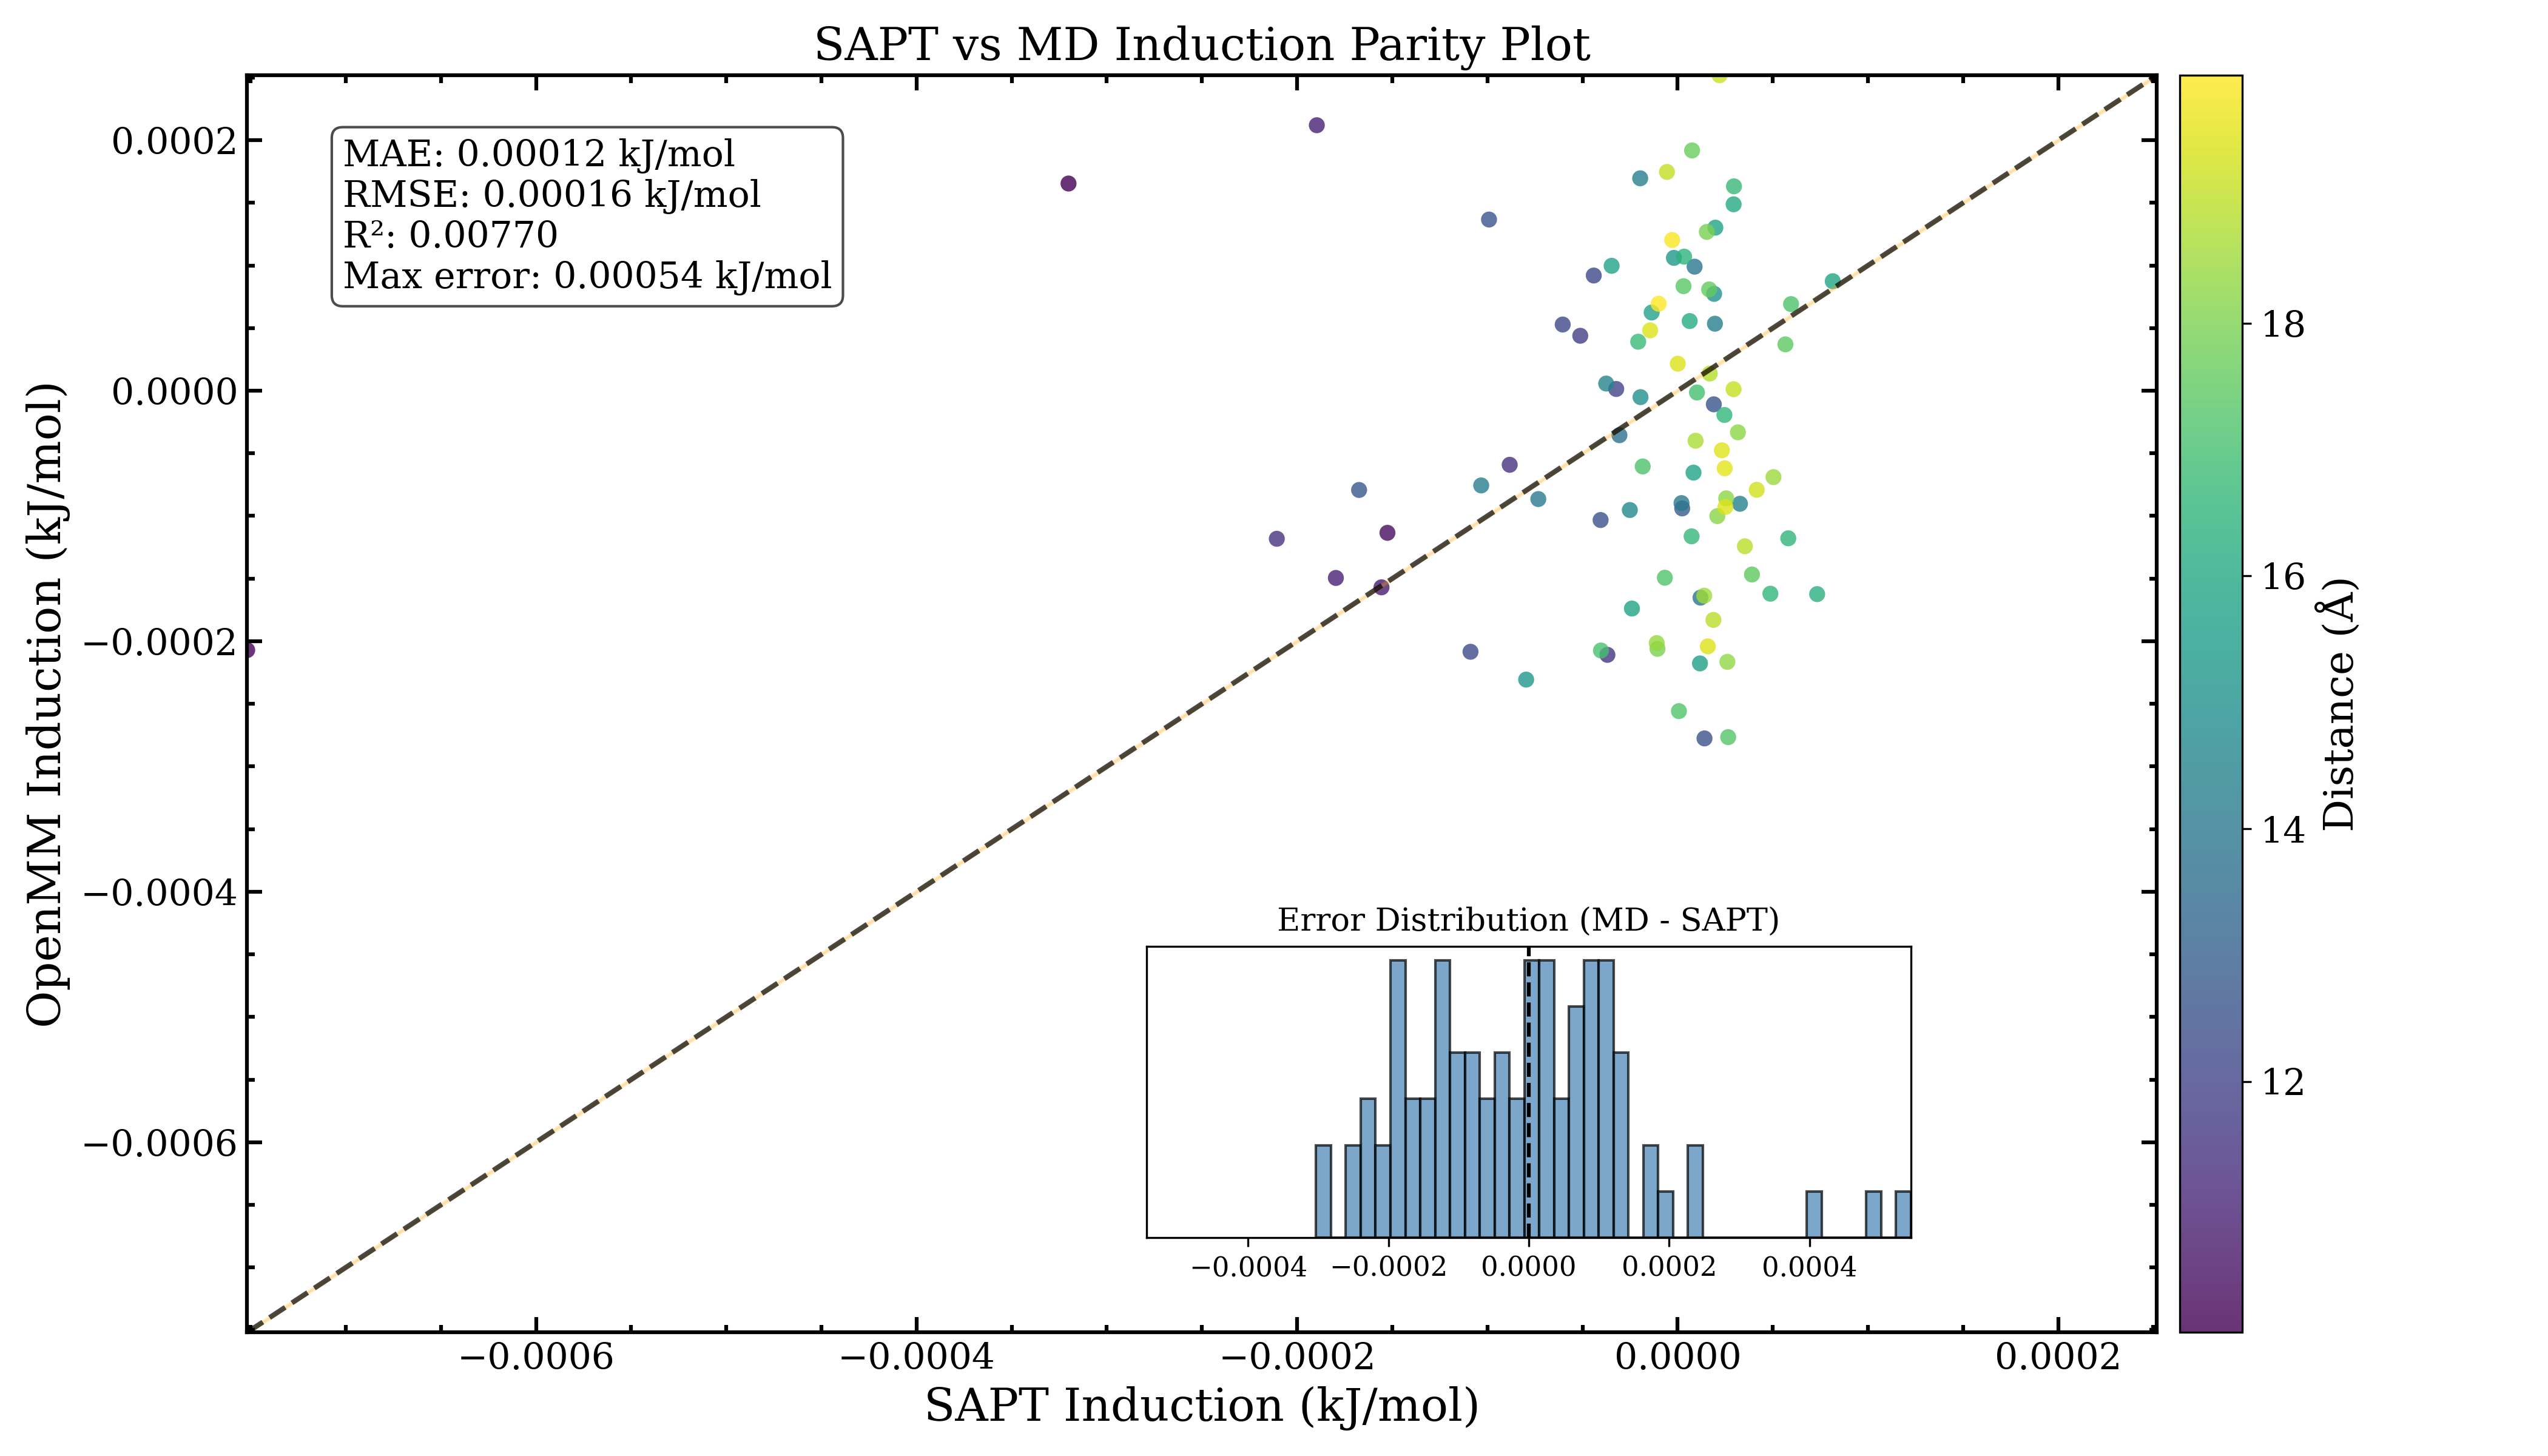 SAPT vs MD Induction Parity Plot
MAE: 0.00012 kJ/mol
RMSE: 0.00016 kJ/mol
R²: 0.00770
Max error: 0.00054 kJ/mol
OpenMM Induction (kJ/mol)
0.0002
0.0000
−0.0002
−0.0004
−0.0006
Error Distribution (MD - SAPT)
−0.0004 −0.0002 0.0000 0.0002 0.0004
−0.0006 −0.0004 −0.0002 0.0000 0.0002
SAPT Induction (kJ/mol)
18
16
14
12
Distance (Å)